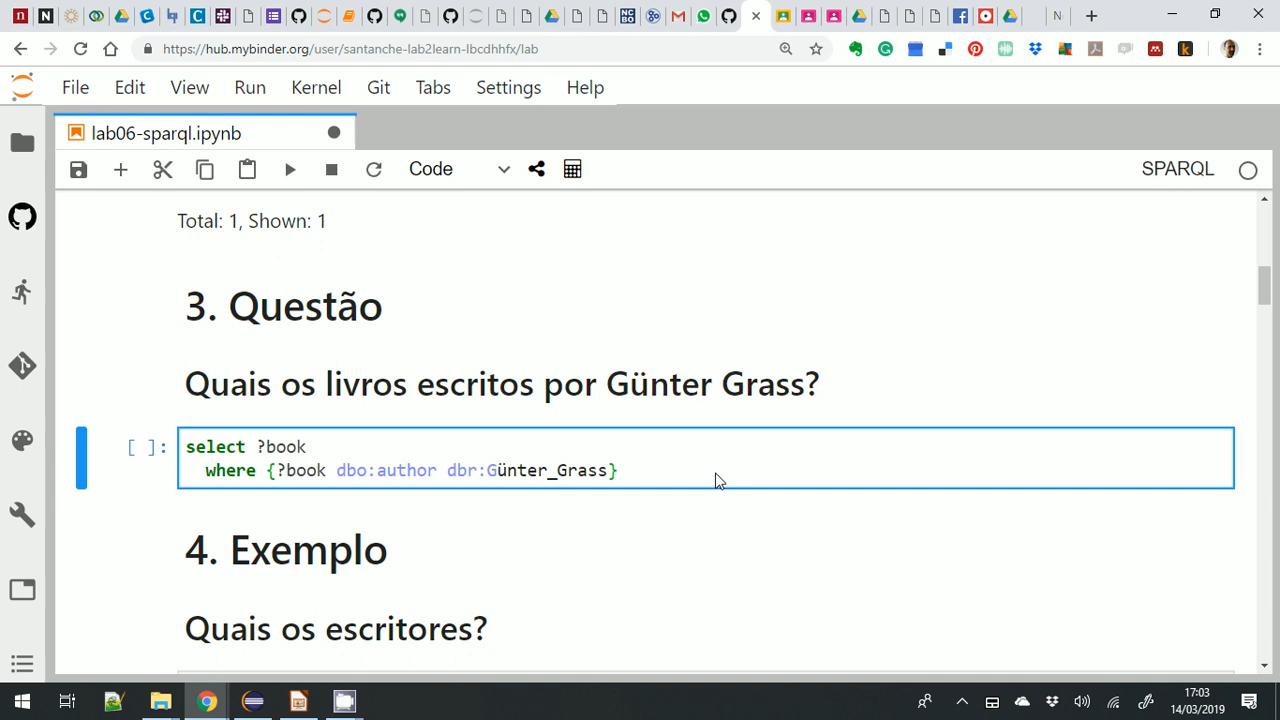 https://hub.mybinder.org/user/santanche-lab2learn-lbcdhhfx/lab
File Edit View Run Kernel Git Tabs Settings Help
lab06-sparql.ipynb
Code
SPARQL
Total: 1, Shown: 1
3. Questão
Quais os livros escritos por Günter Grass?
[ ]: select ?book
where {?book dbo:author dbr:Günter_Grass}
4. Exemplo
Quais os escritores?
17:03
14/03/2019